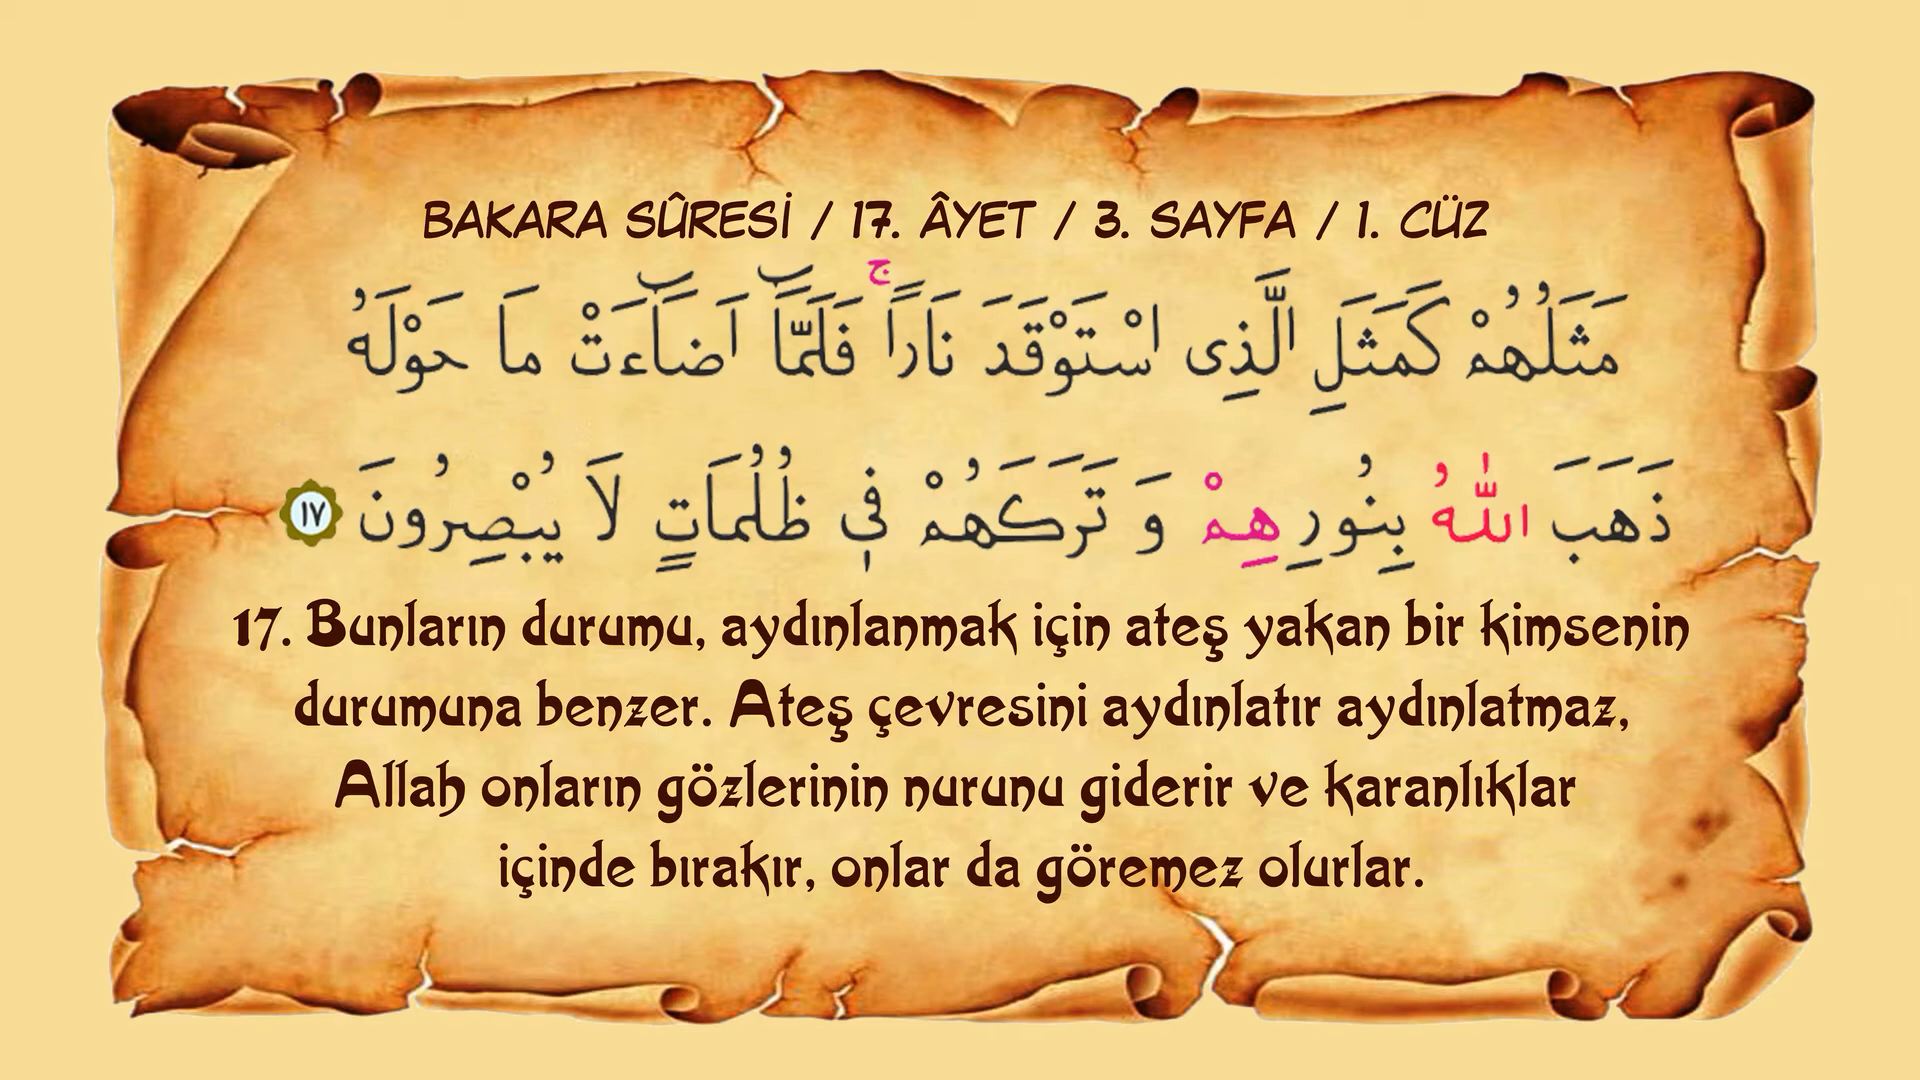 BAKARA SÛRESİ / 17. ÂYET / 3. SAYFA / 1. CÜZ
مَثَلُهُمْ كَمَثَلِ الَّذِى اسْتَوْقَدَ نَارًاۚ فَلَمَّٓا اَضَٓاءَتْ مَا حَوْلَهُ
ذَهَبَ اللّٰهُ بِنُورِهِمْ وَ تَرَكَهُمْ فٖى ظُلُمَاتٍ لَا يُبْصِرُونَ ١٧
17. Bunların durumu, aydınlanmak için ateş yakan bir kimsenin
durumuna benzer. Ateş çevresini aydınlatır aydınlatmaz,
Allah onların gözlerinin nurunu giderir ve karanlıklar
içinde bırakır, onlar da göremez olurlar.